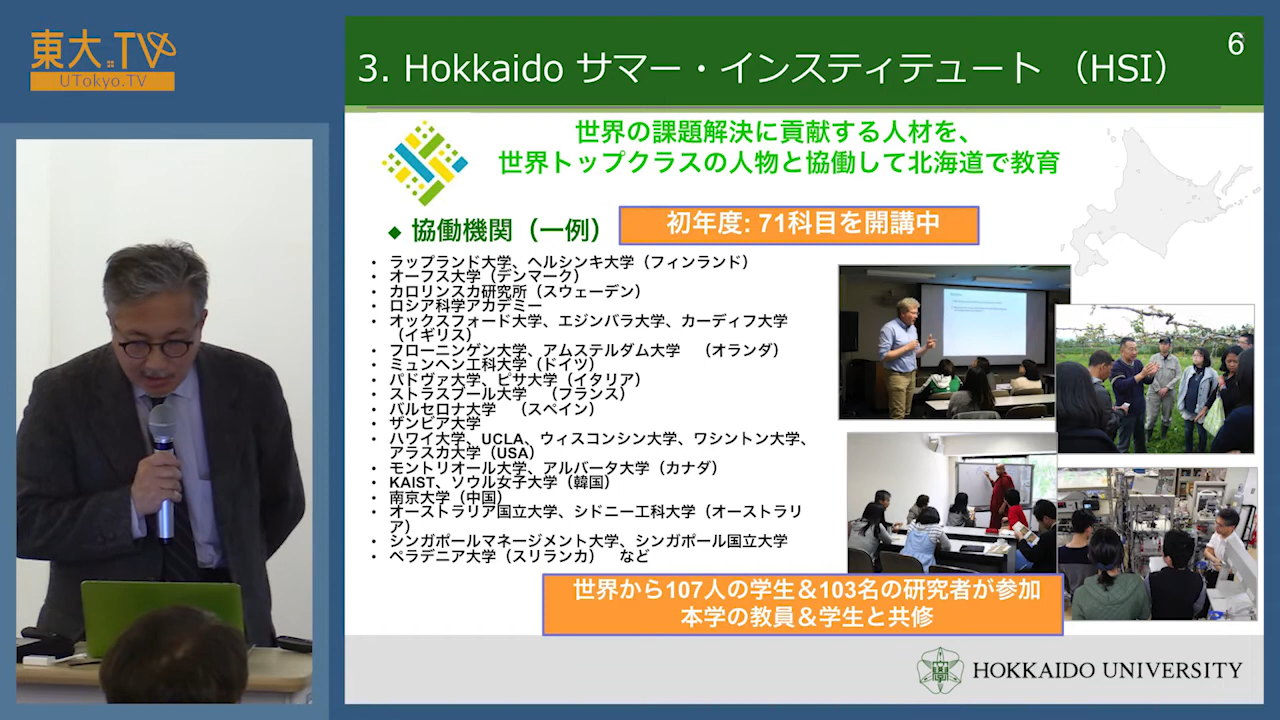 東大.TV
UTokyo.TV
6
3. Hokkaido サマー・インスティテュート （HSI）
世界の課題解決に貢献する人材を、
世界トップクラスの人物と協働して北海道で教育
◆ 協働機関（一例）
初年度: 71科目を開講中
• ラップランド大学、ヘルシンキ大学（フィンランド）
• オーフス大学（デンマーク）
• カロリンスカ研究所（スウェーデン）
• ロシア科学アカデミー
• オックスフォード大学、エジンバラ大学、カーディフ大学
（イギリス）
• フローニンゲン大学、アムステルダム大学 （オランダ）
• ミュンヘン工科大学（ドイツ）
• パドヴァ大学、ピサ大学（イタリア）
• ストラスブール大学 （フランス）
• バルセロナ大学 （スペイン）
• ザンビア大学
• ハワイ大学、UCLA、ウィスコンシン大学、ワシントン大学、
アラスカ大学（USA）
• モントリオール大学、アルバータ大学（カナダ）
• KAIST、ソウル女子大学（韓国）
• 南京大学（中国）
• オーストラリア国立大学、シドニー工科大学（オーストラリ
ア）
• シンガポールマネージメント大学、シンガポール国立大学
• ペラデニア大学（スリランカ） など
世界から107人の学生＆103名の研究者が参加
本学の教員＆学生と共修
HOKKAIDO UNIVERSITY